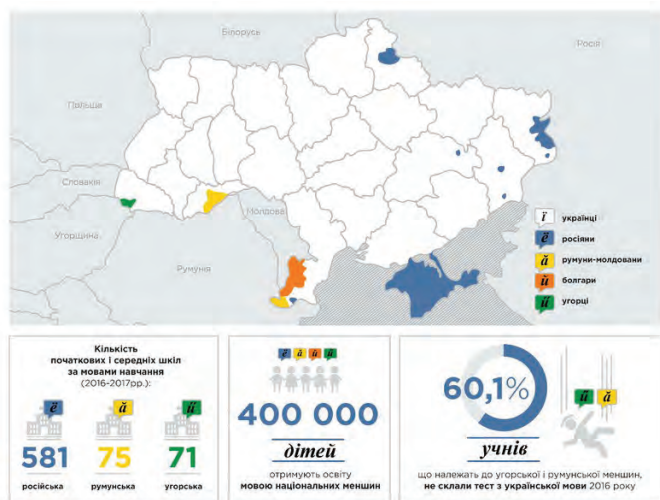 Білорусь
Росія
Польща
Словакія
Угорщина
Молдова
Румунія
ї українці
ё росіяни
ă румуни-молдовани
й болгари
ű угорці
Кількість
початкових і середніх шкіл
за мовами навчання
(2016-2017рр.):
ё ă ű
581 75 71
російська румунська угорська
ё ă й ű
400 000
дітей
отримують освіту
мовою національних меншин
60,1%
ű ă
учнів
що належать до угорської і румунської меншин,
не склали тест з української мови 2016 року